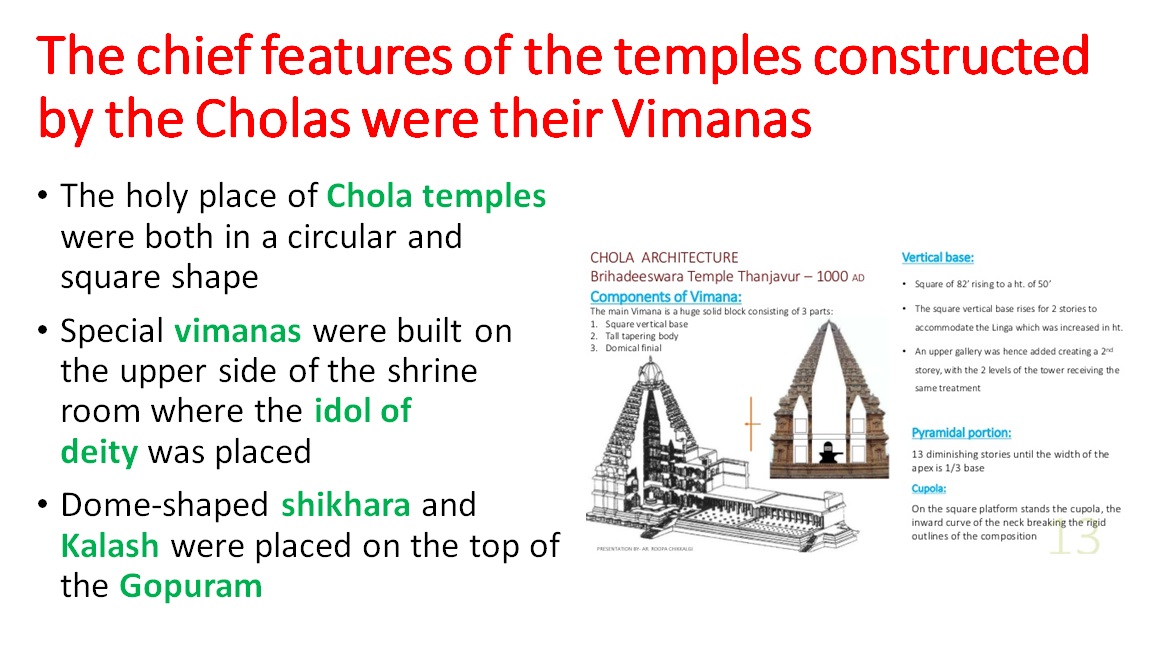 The chief features of the temples constructed
by the Cholas were their Vimanas
• The holy place of Chola temples
were both in a circular and
square shape
• Special vimanas were built on
the upper side of the shrine
room where the idol of
deity was placed
• Dome-shaped shikhara and
Kalash were placed on the top of
the Gopuram
CHOLA ARCHITECTURE
Brihadeeswara Temple Thanjavur – 1000 AD
Components of Vimana:
The main Vimana is a huge solid block consisting of 3 parts:
1. Square vertical base
2. Tall tapering body
3. Domical finial
PRESENTATION BY- AR. ROOPA CHIKKALGI
Vertical base:
• Square of 82' rising to a ht. of 50'
• The square vertical base rises for 2 stories to
accommodate the Linga which was increased in ht.
• An upper gallery was hence added creating a 2nd
storey, with the 2 levels of the tower receiving the
same treatment
Pyramidal portion:
13 diminishing stories until the width of the
apex is 1/3 base
Cupola:
On the square platform stands the cupola, the
inward curve of the neck breaking the rigid
outlines of the composition
13